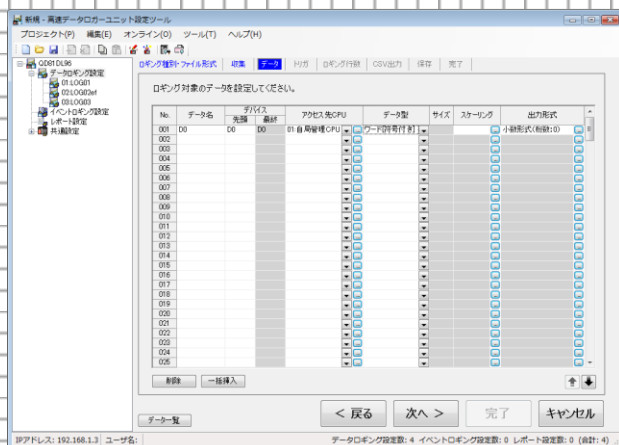 新規 - 高速データロガーユニット設定ツール
プロジェクト(P) 編集(E) オンライン(O) ツール(T) ヘルプ(H)
QD81DL96
データロギング設定
01:LOG01
02:LOG02ef
03:LOG03
イベントロギング設定
レポート設定
共通設定
ロギング種別・ファイル形式 収集 データ トリガ ロギング行数 CSV出力 保存 完了
ロギング対象のデータを設定してください。
No. データ名 デバイス アクセス先CPU データ型 サイズ スケーリング 出力形式
先頭 最終
001 D0 D0 D0 01:自局管理CPU ワード[符号付き] 小数形式(桁数:0)
002
003
004
005
006
007
008
009
010
011
012
013
014
015
016
017
018
019
020
021
022
023
024
025
削除 一括挿入
データ一覧 < 戻る 次へ > 完了 キャンセル
IPアドレス: 192.168.1.3 ユーザ名: データロギング設定数: 4 イベントロギング設定数: 0 レポート設定数: 0 (合計: 4)